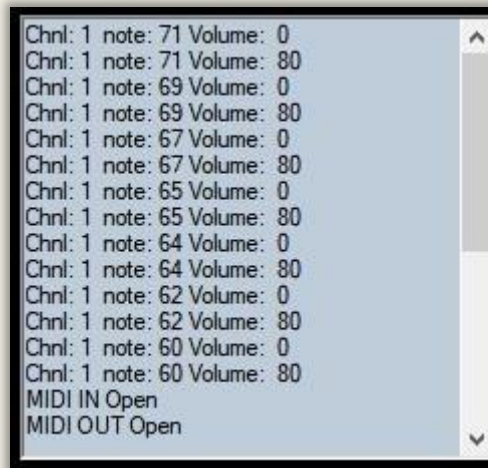 Chnl: 1 note: 71 Volume: 0
Chnl: 1 note: 71 Volume: 80
Chnl: 1 note: 69 Volume: 0
Chnl: 1 note: 69 Volume: 80
Chnl: 1 note: 67 Volume: 0
Chnl: 1 note: 67 Volume: 80
Chnl: 1 note: 65 Volume: 0
Chnl: 1 note: 65 Volume: 80
Chnl: 1 note: 64 Volume: 0
Chnl: 1 note: 64 Volume: 80
Chnl: 1 note: 62 Volume: 0
Chnl: 1 note: 62 Volume: 80
Chnl: 1 note: 60 Volume: 0
Chnl: 1 note: 60 Volume: 80
MIDI IN Open
MIDI OUT Open